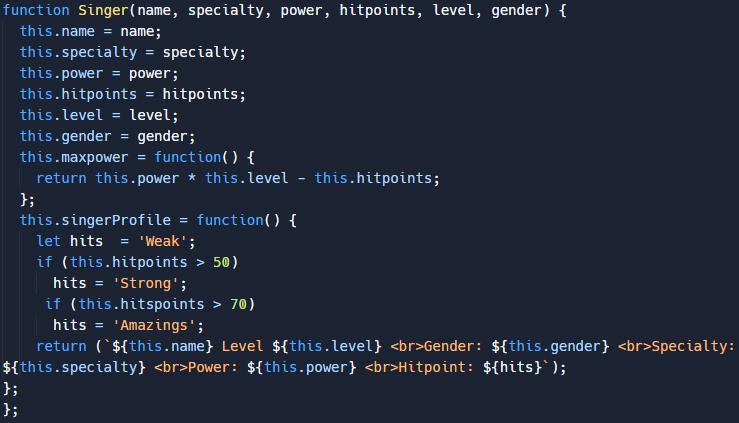 function Singer(name, specialty, power, hitpoints, level, gender) {
  this.name = name;
  this.specialty = specialty;
  this.power = power;
  this.hitpoints = hitpoints;
  this.level = level;
  this.gender = gender;
  this.maxpower = function() {
    return this.power * this.level - this.hitpoints;
  };
  this.singerProfile = function() {
    let hits  = 'Weak';
    if (this.hitpoints > 50)
      hits = 'Strong';
     if (this.hitspoints > 70)
      hits = 'Amazings';
    return (`${this.name} Level ${this.level} <br>Gender: ${this.gender} <br>Specialty:
${this.specialty} <br>Power: ${this.power} <br>Hitpoint: ${hits}`);
};
};